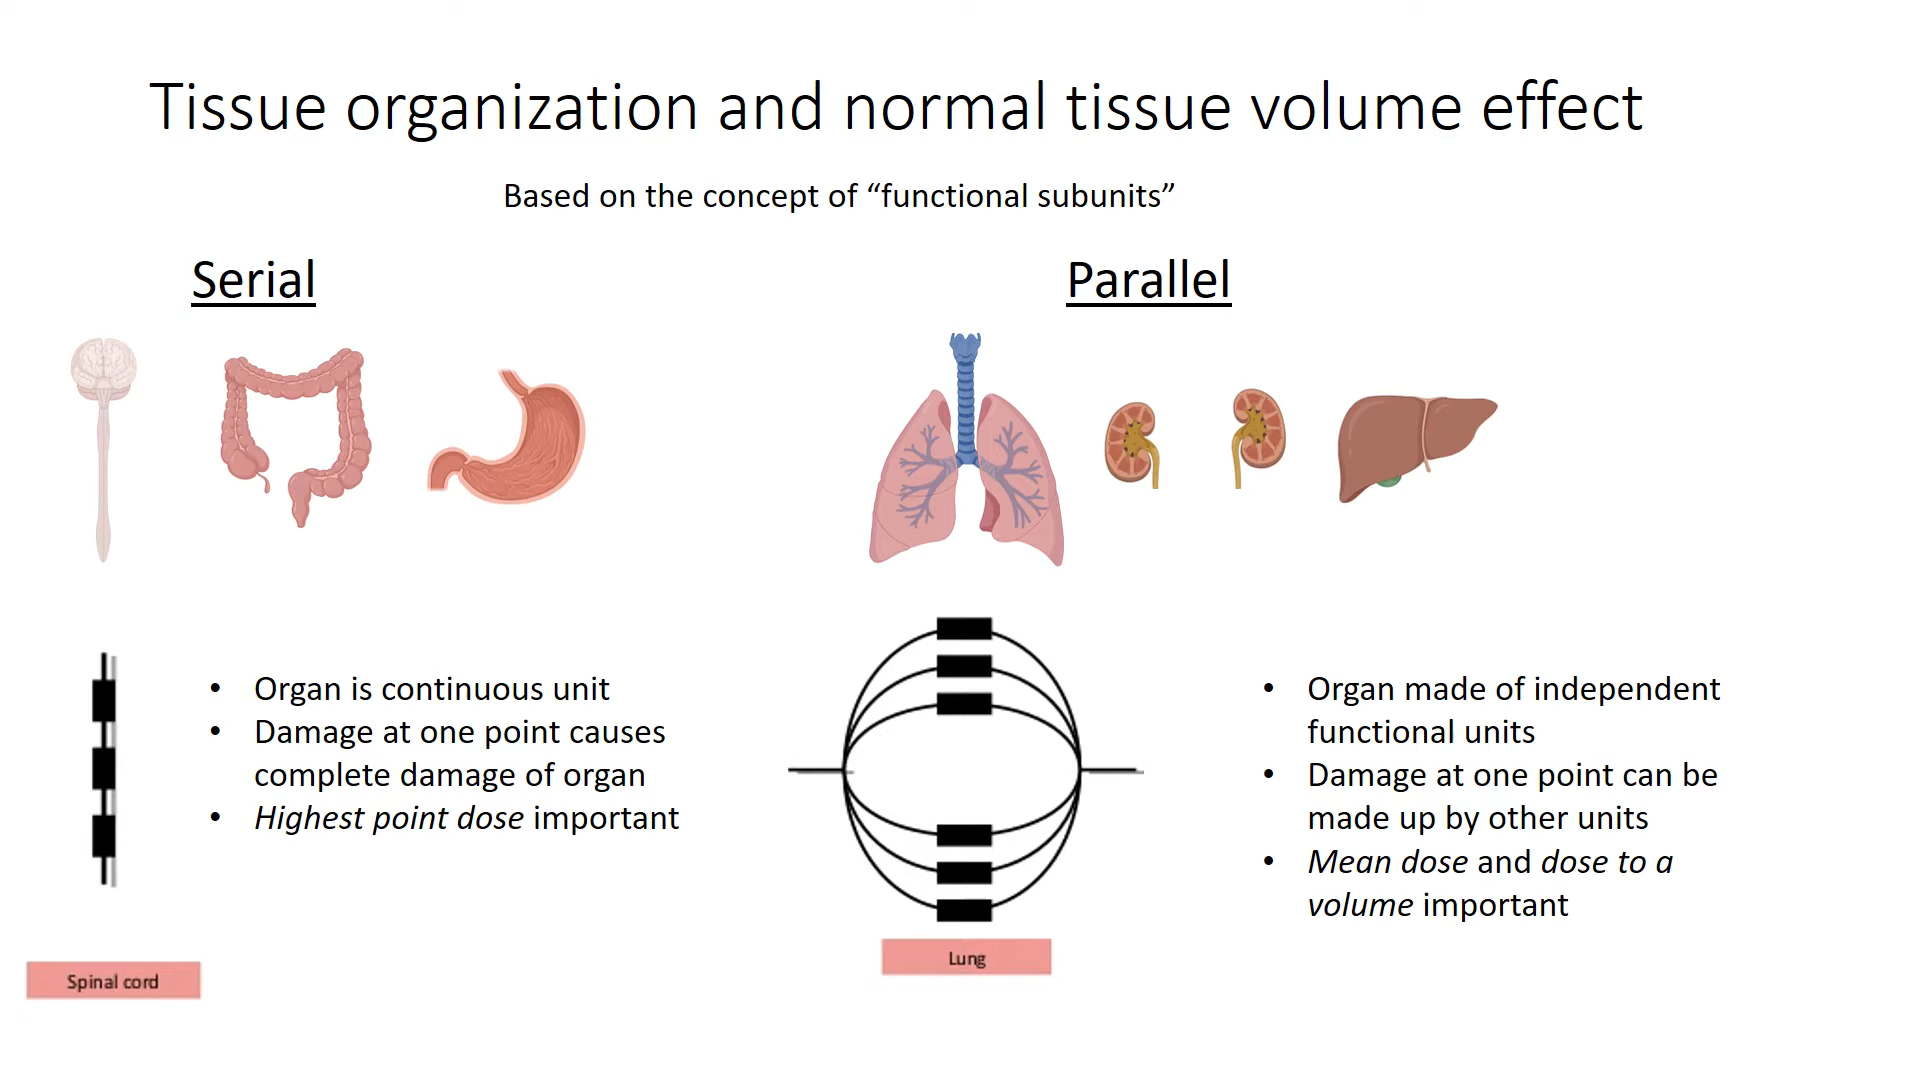 Tissue organization and normal tissue volume effect
Based on the concept of “functional subunits”
Serial
• Organ is continuous unit
• Damage at one point causes
complete damage of organ
• Highest point dose important
Spinal cord
Parallel
• Organ made of independent
functional units
• Damage at one point can be
made up by other units
• Mean dose and dose to a
volume important
Lung